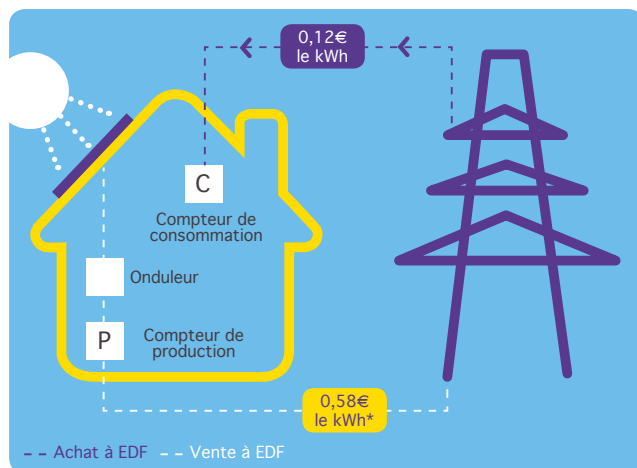 0,12€
le kWh
C
Compteur de
consommation
Onduleur
P
Compteur de
production
0,58€
le kWh*
-- Achat à EDF -- Vente à EDF